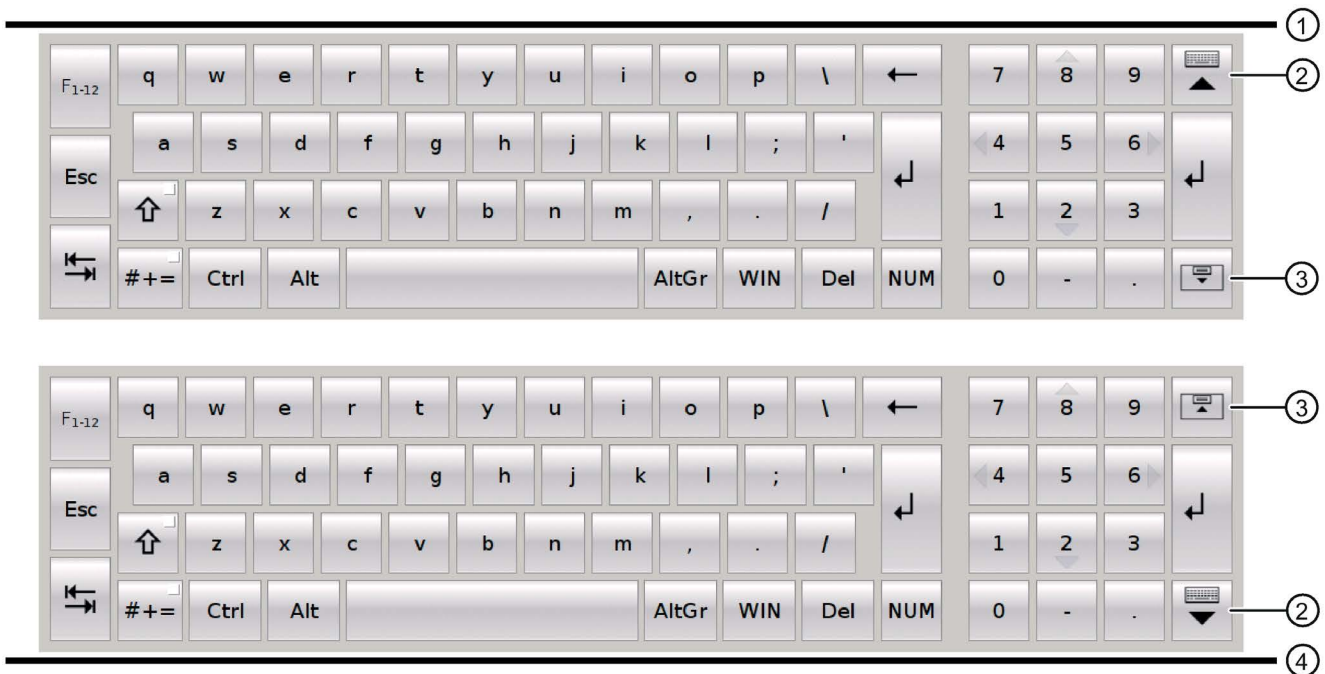 1
F1-12 q w e r t y u i o p \ ← 7 8 9 2
Esc a s d f g h j k l ; ' ↵ 4 5 6 ↵
⇧ z x c v b n m , . / 1 2 3
#+= Ctrl Alt AltGr WIN Del NUM 0 - . 3
F1-12 q w e r t y u i o p \ ← 7 8 9 3
Esc a s d f g h j k l ; ' ↵ 4 5 6 ↵
⇧ z x c v b n m , . / 1 2 3
#+= Ctrl Alt AltGr WIN Del NUM 0 - . 2
4